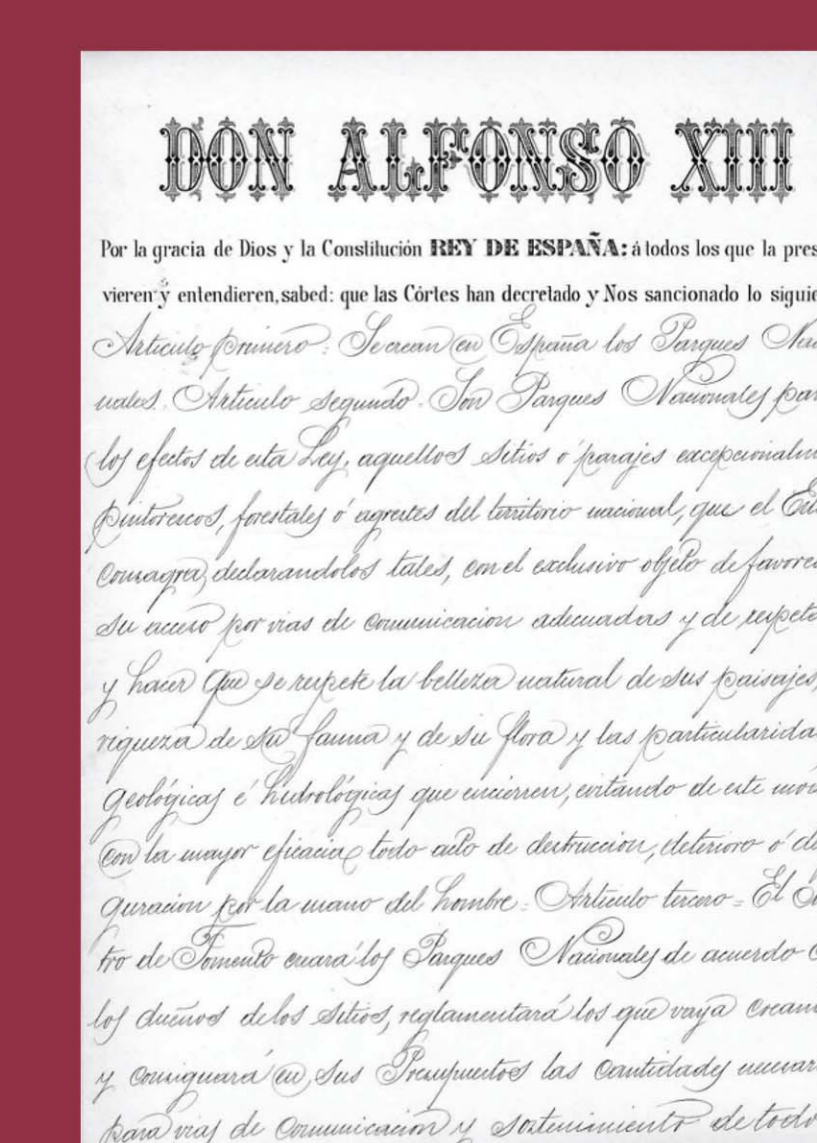 DON ALFONSO XIII
Por la gracia de Dios y la Constitución REY DE ESPAÑA: á todos los que la pres
vieren y entendieren, sabed: que las Córtes han decretado y Nos sancionado lo siguie
Artículo primero = Se crean en España los Parques Nac
nales. Artículo segundo = Son Parques Nacionales par
los efectos de esta Ley, aquellos sitios ó parajes excepcionalm
pintorescos, forestales ó agrestes del territorio nacional, que el Est
consagra, declarandolos tales, con el exclusivo objeto de favorec
su acceso por vias de comunicacion adecuadas y de respeta
y hacer que se respete la belleza natural de sus paisajes,
riqueza de su fauna y de su flora y las particularida
geológicas é hidrológicas que encierren, evitando de este mod
con la mayor eficacia todo acto de destruccion, deterioro ó de
guracion por la mano del hombre = Artículo tercero = El
tro de Fomento creará los Parques Nacionales de acuerdo c
los dueños de los sitios, reglamentará los que vaya crean
y consignará en sus Presupuestos las cantidades necesar
para vias de comunicacion y sostenimiento de todo